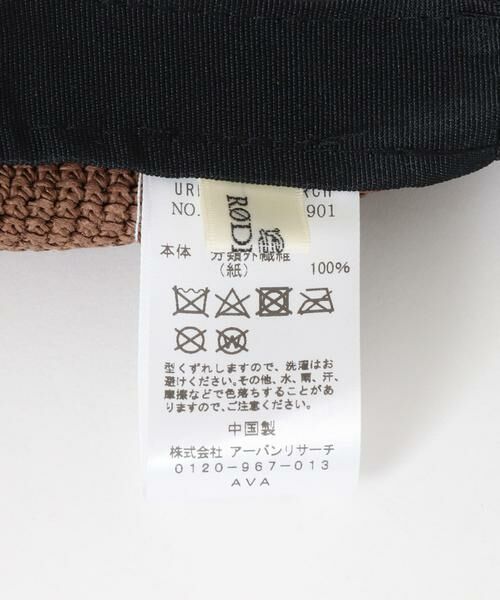 NO. 901
RODE
本体 分類外繊維
(紙) 100%
型くずれしますので、洗濯はお
避けください。その他、水、雨、汗、
摩擦などで色落ちすることがあ
りますので、ご注意ください。
中国製
株式会社 アーバンリサーチ
0120-967-013
AVA